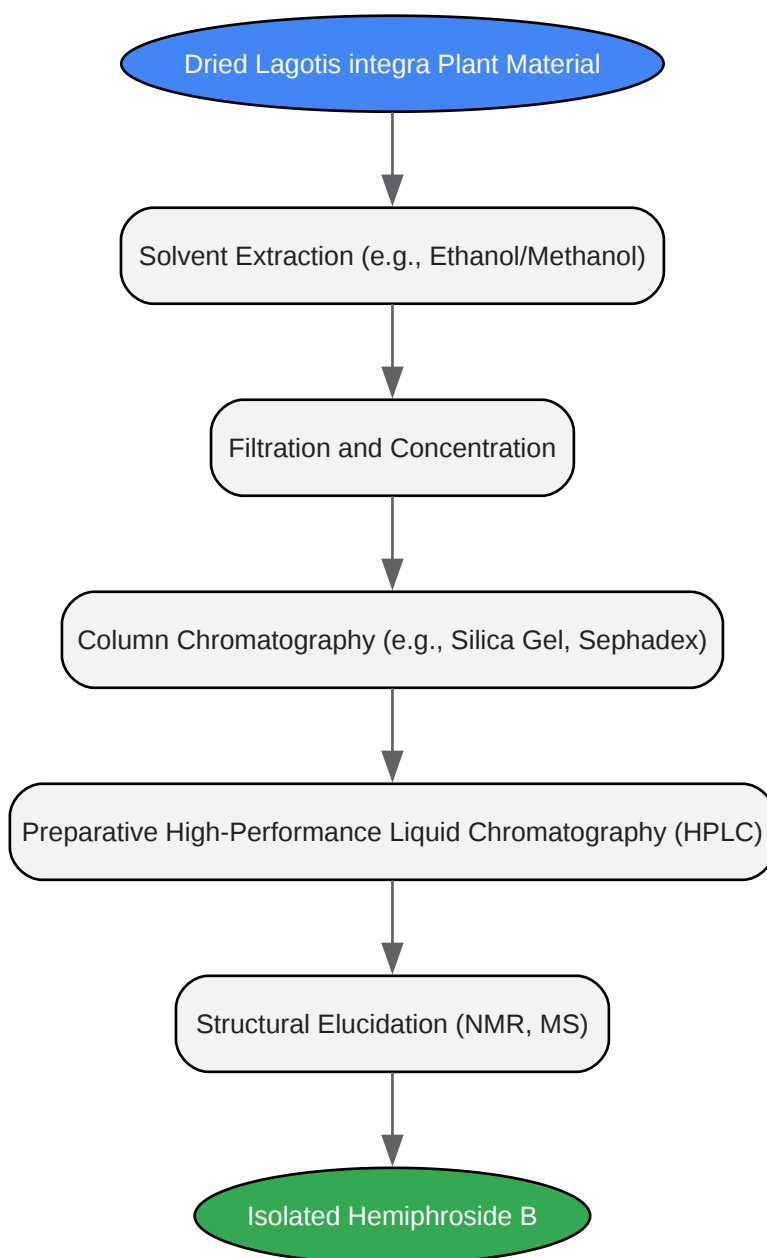 Dried Lagotis integra Plant Material
Solvent Extraction (e.g., Ethanol/Methanol)
Filtration and Concentration
Column Chromatography (e.g., Silica Gel, Sephadex)
Preparative High-Performance Liquid Chromatography (HPLC)
Structural Elucidation (NMR, MS)
Isolated Hemiphroside B